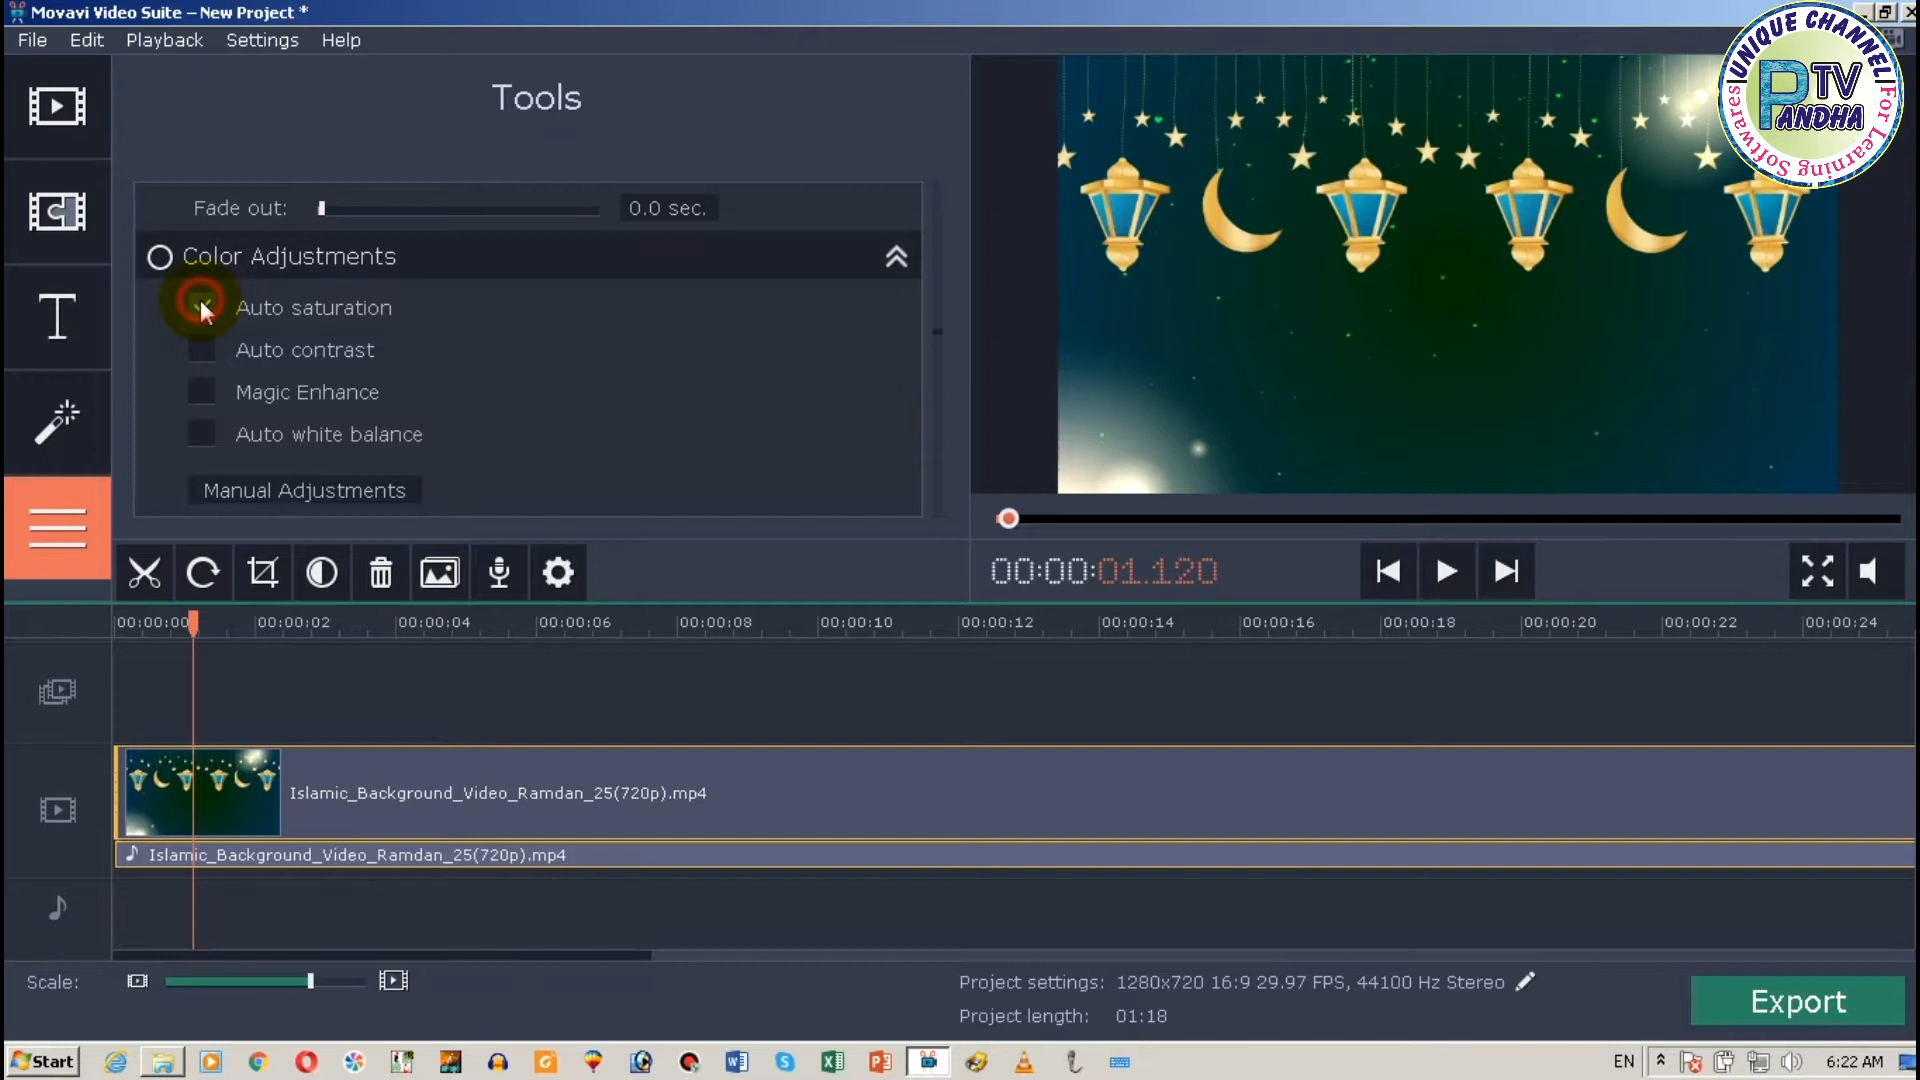 Movavi Video Suite – New Project *
File Edit Playback Settings Help
UNIQUE CHANNEL
For Learning Softwares
PTV
ANDHA
Tools
Fade out: 0.0 sec.
Color Adjustments
Auto saturation
Auto contrast
Magic Enhance
Auto white balance
Manual Adjustments
00:00:01.120
00:00:00 00:00:02 00:00:04 00:00:06 00:00:08 00:00:10 00:00:12 00:00:14 00:00:16 00:00:18 00:00:20 00:00:22 00:00:24
Islamic_Background_Video_Ramdan_25(720p).mp4
Islamic_Background_Video_Ramdan_25(720p).mp4
Scale:
Project settings: 1280x720 16:9 29.97 FPS, 44100 Hz Stereo
Project length: 01:18
Export
Start EN 6:22 AM